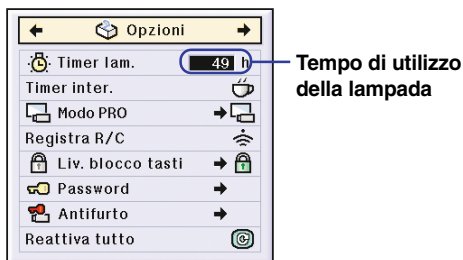 Opzioni
Timer lam. 49 h
Tempo di utilizzo
della lampada
Timer inter.
Modo PRO
Registra R/C
Liv. blocco tasti
Password
Antifurto
Reattiva tutto